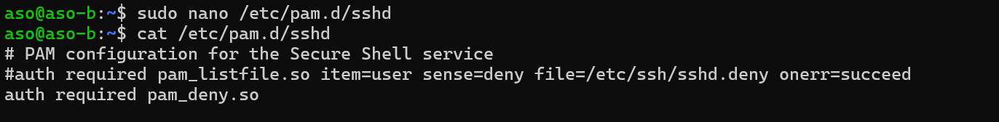 aso@aso-b:~$ sudo nano /etc/pam.d/sshd
aso@aso-b:~$ cat /etc/pam.d/sshd
# PAM configuration for the Secure Shell service
#auth required pam_listfile.so item=user sense=deny file=/etc/ssh/sshd.deny onerr=succeed
auth required pam_deny.so